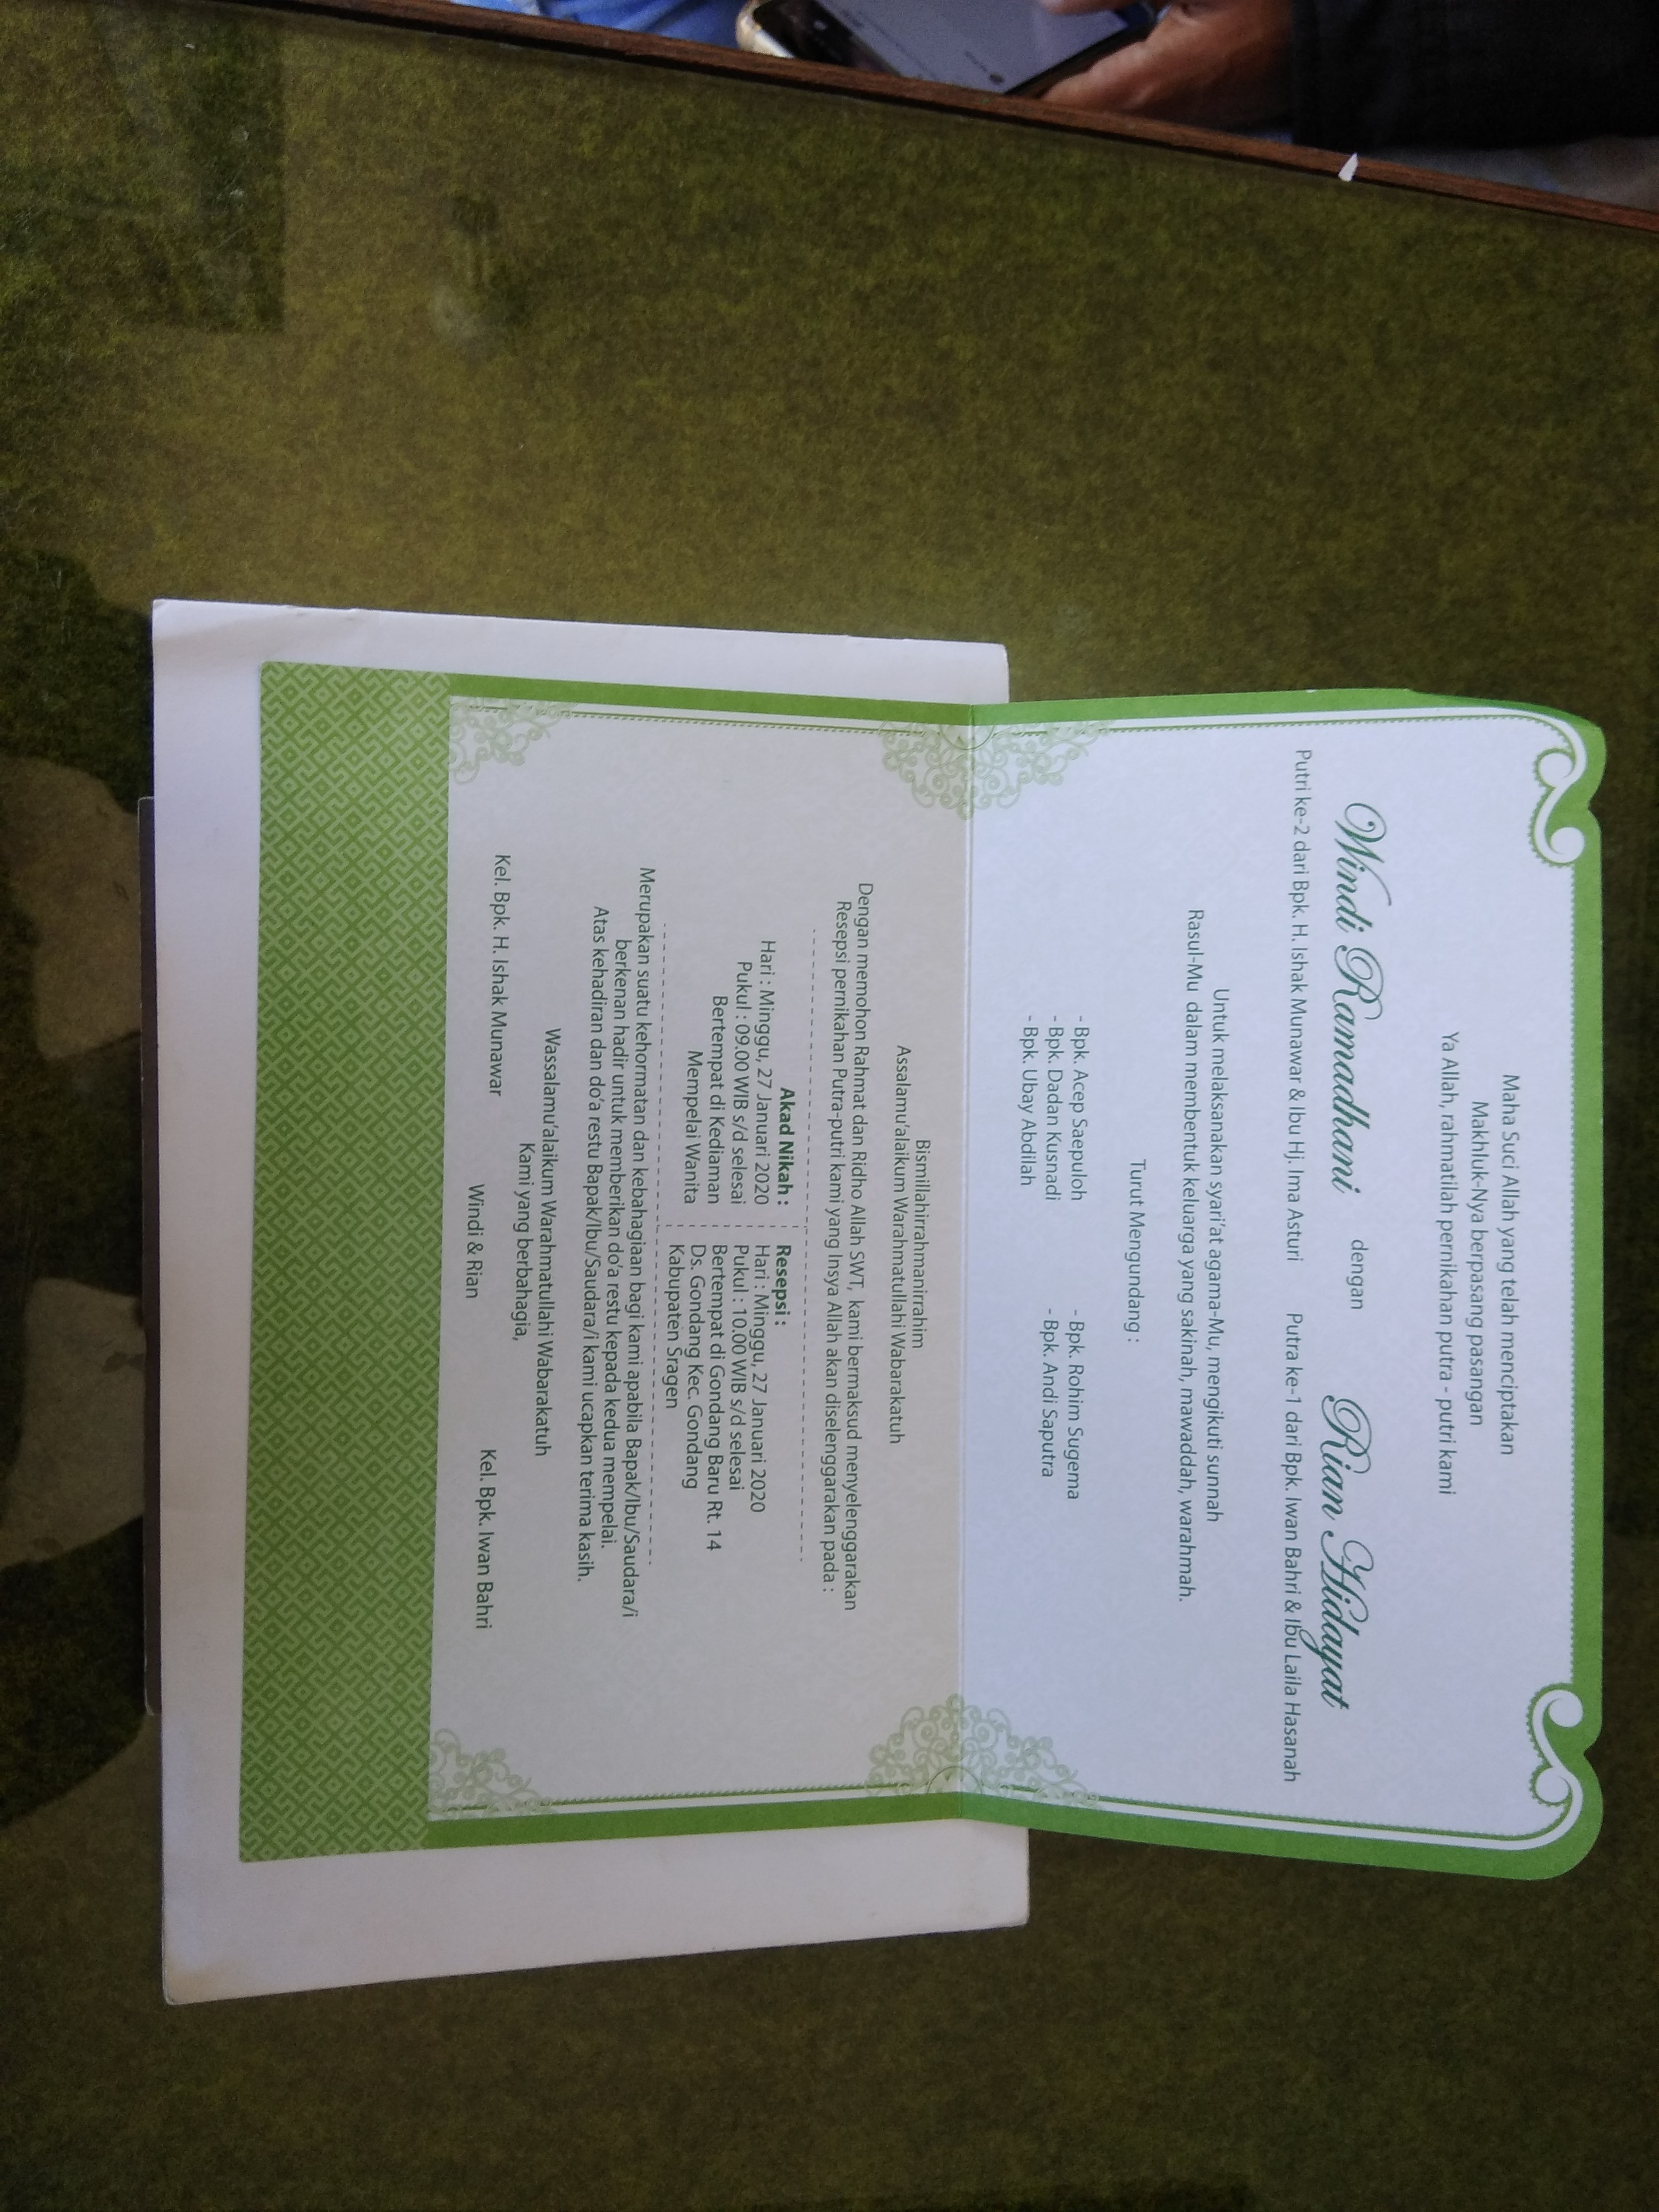 Maha Suci Allah yang telah menciptakan
Makhluk-Nya berpasang pasangan
Ya Allah, rahmatilah pernikahan putra - putri kami
Windi Ramadhani dengan Rian Hidayat
Putri ke-2 dari Bpk. H. Ishak Munawar & Ibu Hj. Ima Asturi Putra ke-1 dari Bpk. Iwan Bahri & Ibu Laila Hasanah
Untuk melaksanakan syari'at agama-Mu, mengikuti sunnah
Rasul-Mu dalam membentuk keluarga yang sakinah, mawaddah, warahmah.
Turut Mengundang :
- Bpk. Acep Saepuloh
- Bpk. Dadan Kusnadi
- Bpk. Ubay Abdilah
- Bpk. Rohim Sugema
- Bpk. Andi Saputra
Bismillahirrahmanirrahim
Assalamu'alaikum Warahmatullahi Wabarakatuh
Dengan memohon Rahmat dan Ridho Allah SWT, kami bermaksud menyelenggarakan
Resepsi pernikahan Putra-putri kami yang Insya Allah akan diselenggarakan pada :
Akad Nikah :
Hari : Minggu, 27 Januari 2020
Pukul : 09.00 WIB s/d selesai
Bertempat di Kediaman
Mempelai Wanita
Resepsi :
Hari : Minggu, 27 Januari 2020
Pukul : 10.00 WIB s/d selesai
Bertempat di Gondang Baru Rt. 14
Ds. Gondang Kec. Gondang
Kabupaten Sragen
Merupakan suatu kehormatan dan kebahagiaan bagi kami apabila Bapak/Ibu/Saudara/i
berkenan hadir untuk memberikan do'a restu kepada kedua mempelai.
Atas kehadiran dan do'a restu Bapak/Ibu/Saudara/i kami ucapkan terima kasih.
Wassalamu'alaikum Warahmatullahi Wabarakatuh
Kami yang berbahagia,
Kel. Bpk. H. Ishak Munawar Kel. Bpk. Iwan Bahri
Windi & Rian